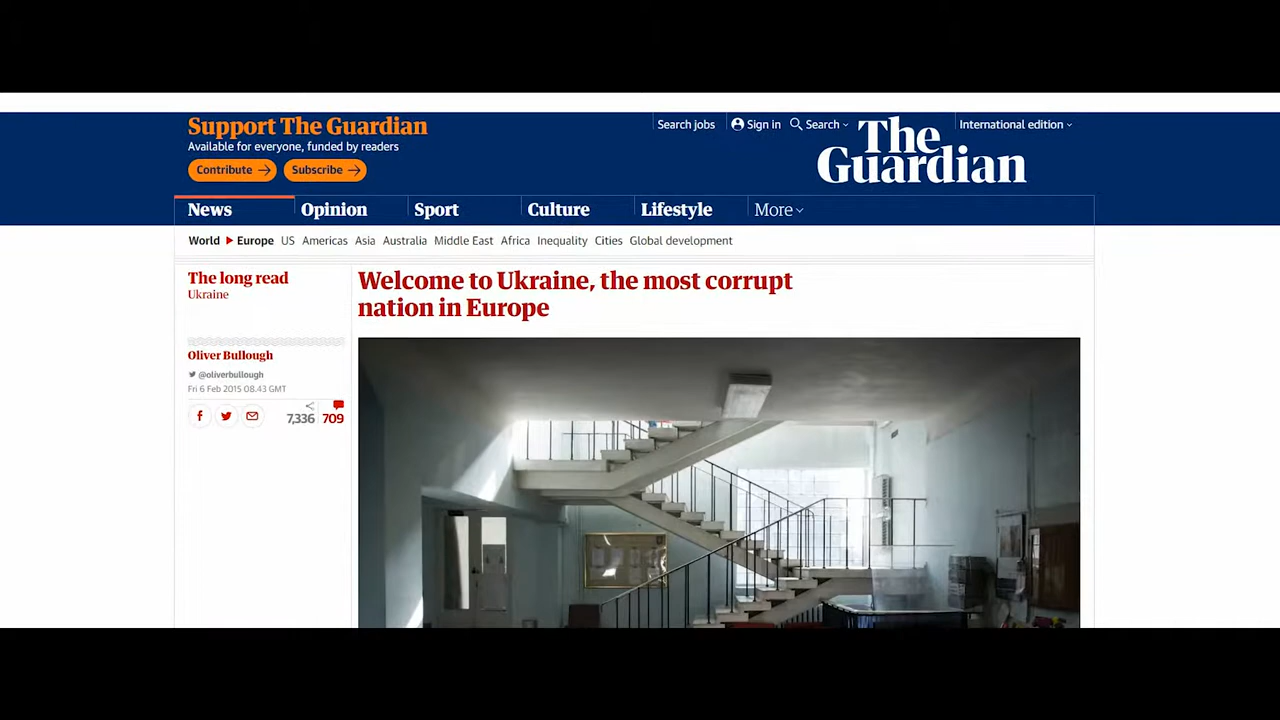 Support The Guardian
Available for everyone, funded by readers
Contribute → Subscribe →
Search jobs Sign in Search International edition
The
Guardian
News Opinion Sport Culture Lifestyle More
World Europe US Americas Asia Australia Middle East Africa Inequality Cities Global development
The long read
Ukraine
Welcome to Ukraine, the most corrupt
nation in Europe
Oliver Bullough
@oliverbullough
Fri 6 Feb 2015 08.43 GMT
7,336 709